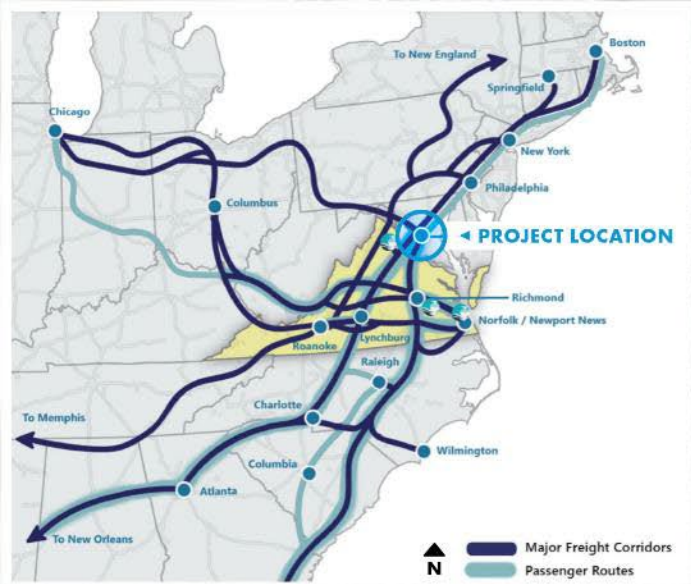 Boston
To New England
Springfield
Chicago
New York
Philadelphia
Columbus
◄ PROJECT LOCATION
Richmond
Norfolk / Newport News
Lynchburg
Roanoke
Raleigh
Charlotte
To Memphis
Wilmington
Columbia
Atlanta
To New Orleans
N
Major Freight Corridors
Passenger Routes